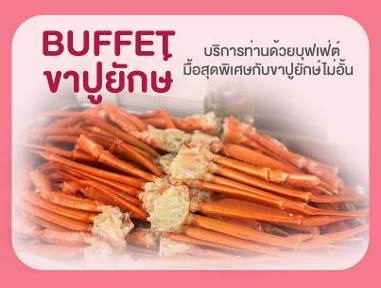 BUFFET
ขาปูยักษ์
บริการท่านด้วยบุฟเฟ่ต์
มื้อสุดพิเศษกับขาปูยักษ์ไม่อั้น